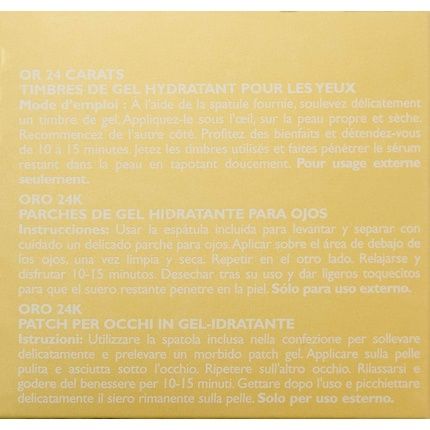 OR 24 CARATS
TIMBRES DE GEL HYDRATANT POUR LES YEUX
Mode d'emploi : A l'aide de la spatule fournie, soulevez délicatement
un timbre de gel. Appliquez-le sous l'œil, sur la peau propre et sèche.
Recommencez de l'autre côté. Profitez des bienfaits et détendez-vous
de 10 à 15 minutes. Jetez les timbres utilisés et faites pénétrer le sérum
restant dans la peau en tapotant doucement. Pour usage externe
seulement.
ORO 24K
PARCHES DE GEL HIDRATANTE PARA OJOS
Instrucciones: Usar la espátula incluida para levantar y separar con
cuidado un delicado parche para ojos. Aplicar sobre el área de debajo de
los ojos, una vez limpia y seca. Repetir en el otro lado. Relajarse y
disfrutar 10-15 minutos. Desechar tras su uso y dar ligeros toquecitos
para que el suero restante penetre en la piel. Sólo para uso externo.
ORO 24K
PATCH PER OCCHI IN GEL-IDRATANTE
Istruzioni: Utilizzare la spatola inclusa nella confezione per sollevare
delicatamente e prelevare un morbido patch gel. Applicare sulla pelle
pulita e asciutta sotto l'occhio. Ripetere sull'altro occhio. Rilassarsi e
godere del benessere per 10-15 minuti. Gettare dopo l'uso e picchiettare
delicatamente il siero rimanente sulla pelle. Solo per uso esterno.